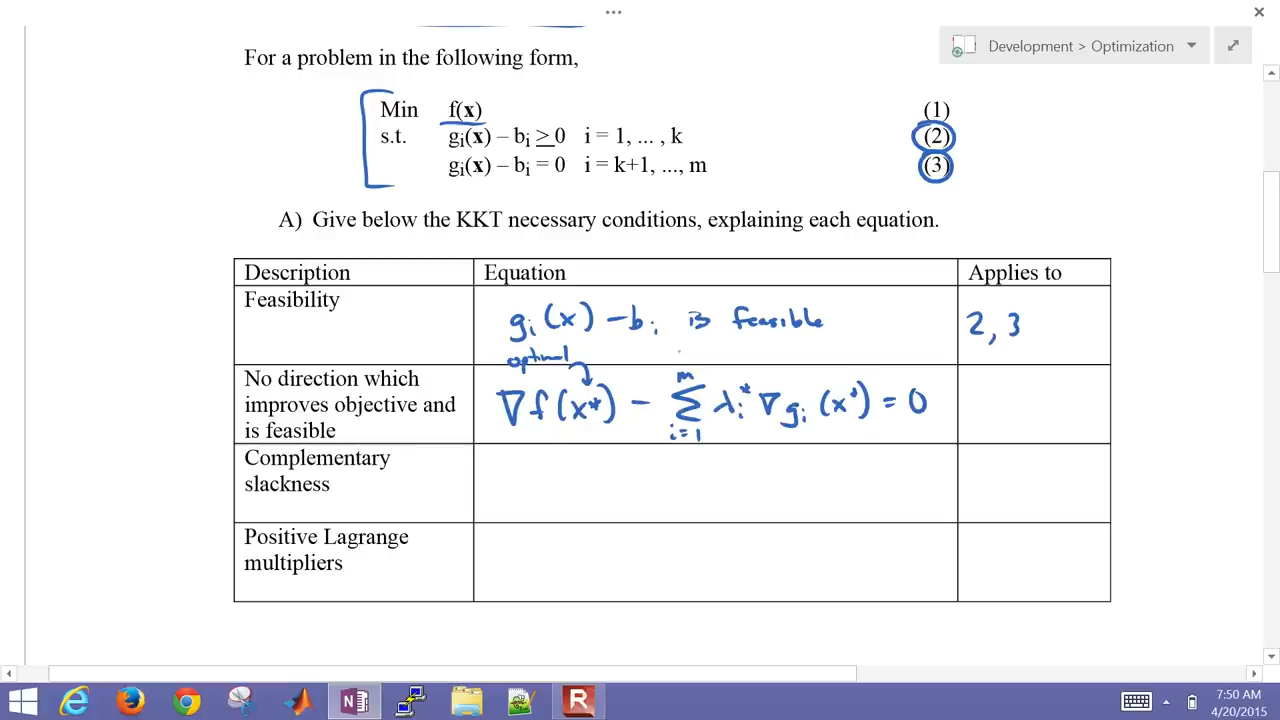 Development > Optimization
For a problem in the following form,
Min f(x) (1)
s.t. gi(x) – bi ≥ 0 i = 1, ... , k (2)
gi(x) – bi = 0 i = k+1, ..., m (3)
A) Give below the KKT necessary conditions, explaining each equation.
Description Equation Applies to
Feasibility gi(x) – bi is feasible 2, 3
optimal
No direction which improves objective and is feasible ∇f(x*) – Σ_{i=1}^{m} λi* ∇gi(x*) = 0
Complementary
slackness
Positive Lagrange
multipliers
7:50 AM
4/20/2015